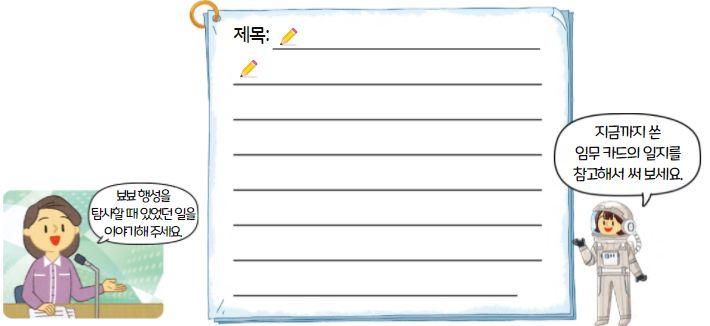 제목:
지금까지 쓴
임무 카드의 일지를
참고해서 써 보세요.
뾰뵤 행성을
탐사할 때 있었던 일을
이야기해 주세요.